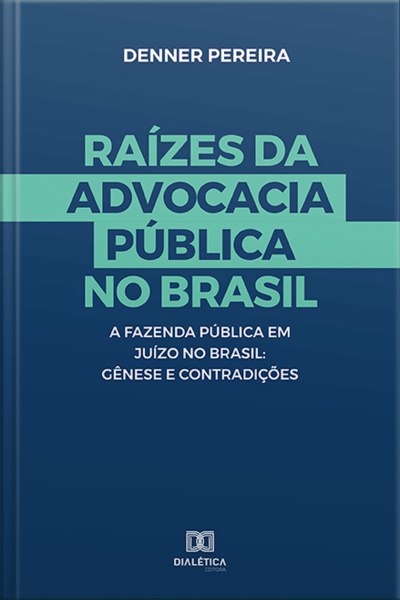 DENNER PEREIRA
RAÍZES DA
ADVOCACIA
PÚBLICA
NO BRASIL
A FAZENDA PÚBLICA EM
JUÍZO NO BRASIL:
GÊNESE E CONTRADIÇÕES
DIALÉTICA
EDITORA